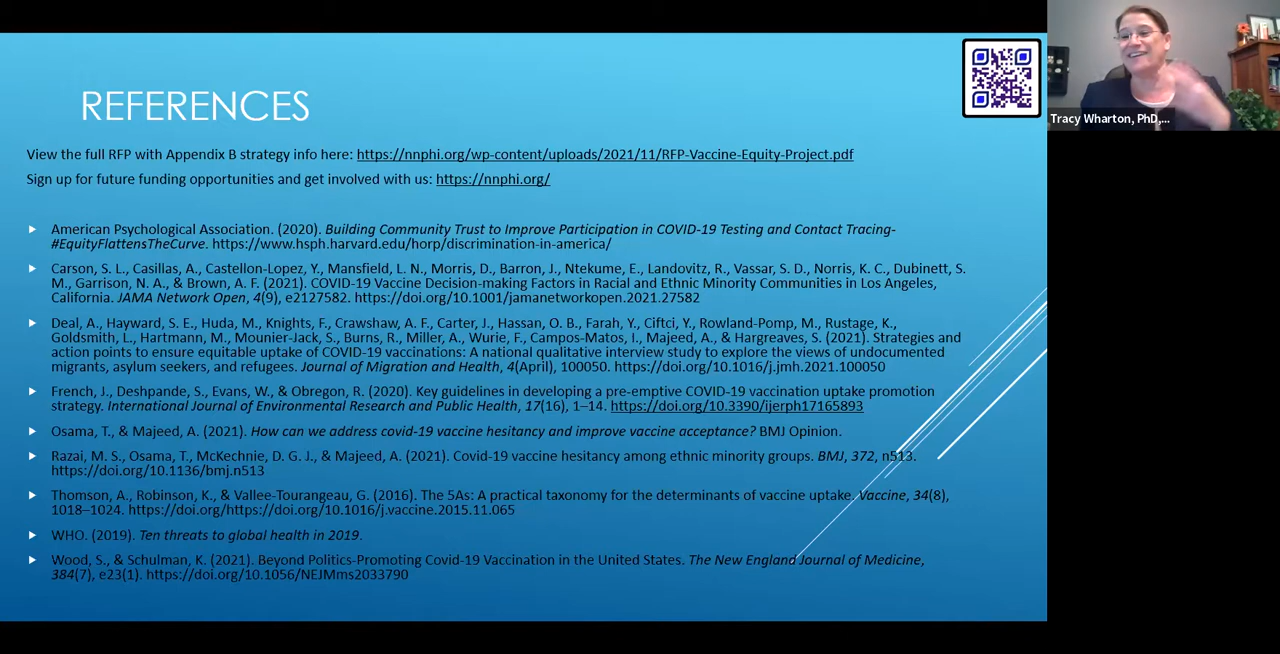 REFERENCES
Tracy Wharton, PhD,...
View the full RFP with Appendix B strategy info here: https://nnphi.org/wp-content/uploads/2021/11/RFP-Vaccine-Equity-Project.pdf
Sign up for future funding opportunities and get involved with us: https://nnphi.org/
American Psychological Association. (2020). Building Community Trust to Improve Participation in COVID-19 Testing and Contact Tracing-
#EquityFlattensTheCurve. https://www.hsph.harvard.edu/horp/discrimination-in-america/
Carson, S. L., Casillas, A., Castellon-Lopez, Y., Mansfield, L. N., Morris, D., Barron, J., Ntekume, E., Landovitz, R., Vassar, S. D., Norris, K. C., Dubinett, S.
M., Garrison, N. A., & Brown, A. F. (2021). COVID-19 Vaccine Decision-making Factors in Racial and Ethnic Minority Communities in Los Angeles,
California. JAMA Network Open, 4(9), e2127582. https://doi.org/10.1001/jamanetworkopen.2021.27582
Deal, A., Hayward, S. E., Huda, M., Knights, F., Crawshaw, A. F., Carter, J., Hassan, O. B., Farah, Y., Ciftci, Y., Rowland-Pomp, M., Rustage, K.,
Goldsmith, L., Hartmann, M., Mounier-Jack, S., Burns, R., Miller, A., Wurie, F., Campos-Matos, I., Majeed, A., & Hargreaves, S. (2021). Strategies and
action points to ensure equitable uptake of COVID-19 vaccinations: A national qualitative interview study to explore the views of undocumented
migrants, asylum seekers, and refugees. Journal of Migration and Health, 4(April), 100050. https://doi.org/10.1016/j.jmh.2021.100050
French, J., Deshpande, S., Evans, W., & Obregon, R. (2020). Key guidelines in developing a pre-emptive COVID-19 vaccination uptake promotion
strategy. International Journal of Environmental Research and Public Health, 17(16), 1–14. https://doi.org/10.3390/ijerph17165893
Osama, T., & Majeed, A. (2021). How can we address covid-19 vaccine hesitancy and improve vaccine acceptance? BMJ Opinion.
Razai, M. S., Osama, T., McKechnie, D. G. J., & Majeed, A. (2021). Covid-19 vaccine hesitancy among ethnic minority groups. BMJ, 372, n513.
https://doi.org/10.1136/bmj.n513
Thomson, A., Robinson, K., & Vallee-Tourangeau, G. (2016). The 5As: A practical taxonomy for the determinants of vaccine uptake. Vaccine, 34(8),
1018–1024. https://doi.org/https://doi.org/10.1016/j.vaccine.2015.11.065
WHO. (2019). Ten threats to global health in 2019.
Wood, S., & Schulman, K. (2021). Beyond Politics-Promoting Covid-19 Vaccination in the United States. The New England Journal of Medicine,
384(7), e23(1). https://doi.org/10.1056/NEJMms2033790